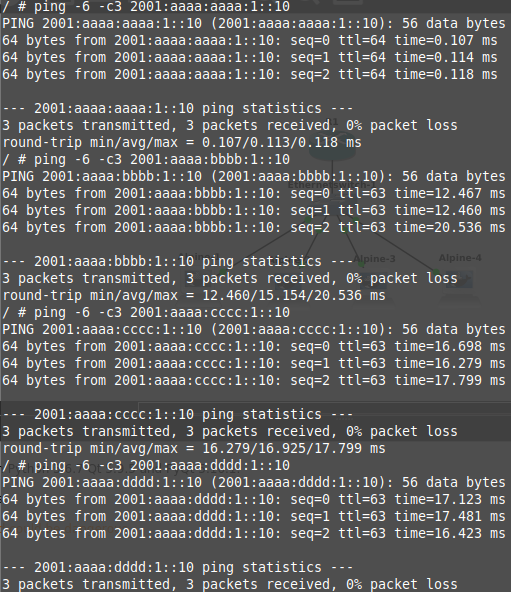 / # ping -6 -c3 2001:aaaa:aaaa:1::10
PING 2001:aaaa:aaaa:1::10 (2001:aaaa:aaaa:1::10): 56 data bytes
64 bytes from 2001:aaaa:aaaa:1::10: seq=0 ttl=64 time=0.107 ms
64 bytes from 2001:aaaa:aaaa:1::10: seq=1 ttl=64 time=0.114 ms
64 bytes from 2001:aaaa:aaaa:1::10: seq=2 ttl=64 time=0.118 ms
--- 2001:aaaa:aaaa:1::10 ping statistics ---
3 packets transmitted, 3 packets received, 0% packet loss
round-trip min/avg/max = 0.107/0.113/0.118 ms
/ # ping -6 -c3 2001:aaaa:bbbb:1::10
PING 2001:aaaa:bbbb:1::10 (2001:aaaa:bbbb:1::10): 56 data bytes
64 bytes from 2001:aaaa:bbbb:1::10: seq=0 ttl=63 time=12.467 ms
64 bytes from 2001:aaaa:bbbb:1::10: seq=1 ttl=63 time=12.460 ms
64 bytes from 2001:aaaa:bbbb:1::10: seq=2 ttl=63 time=20.536 ms
--- 2001:aaaa:bbbb:1::10 ping statistics ---
Alpine-3
Alpine-4
3 packets transmitted, 3 packets received, 0% packet loss
round-trip min/avg/max = 12.460/15.154/20.536 ms
/ # ping -6 -c3 2001:aaaa:cccc:1::10
PING 2001:aaaa:cccc:1::10 (2001:aaaa:cccc:1::10): 56 data bytes
64 bytes from 2001:aaaa:cccc:1::10: seq=0 ttl=63 time=16.698 ms
64 bytes from 2001:aaaa:cccc:1::10: seq=1 ttl=63 time=16.279 ms
64 bytes from 2001:aaaa:cccc:1::10: seq=2 ttl=63 time=17.799 ms
--- 2001:aaaa:cccc:1::10 ping statistics ---
3 packets transmitted, 3 packets received, 0% packet loss
round-trip min/avg/max = 16.279/16.925/17.799 ms
/ # ping -6 -c3 2001:aaaa:dddd:1::10
PING 2001:aaaa:dddd:1::10 (2001:aaaa:dddd:1::10): 56 data bytes
64 bytes from 2001:aaaa:dddd:1::10: seq=0 ttl=63 time=17.123 ms
64 bytes from 2001:aaaa:dddd:1::10: seq=1 ttl=63 time=17.481 ms
64 bytes from 2001:aaaa:dddd:1::10: seq=2 ttl=63 time=16.423 ms
--- 2001:aaaa:dddd:1::10 ping statistics ---
3 packets transmitted, 3 packets received, 0% packet loss